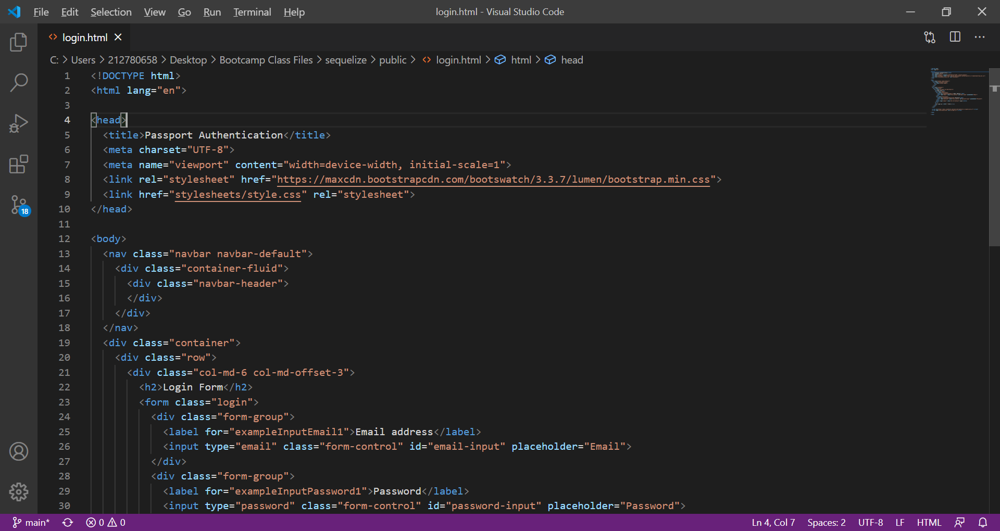 File Edit Selection View Go Run Terminal Help login.html - Visual Studio Code
login.html
C: > Users > 212780658 > Desktop > Bootcamp Class Files > sequelize > public > login.html > html > head
1 <!DOCTYPE html>
2 <html lang="en">
3
4 <head>
5 <title>Passport Authentication</title>
6 <meta charset="UTF-8">
7 <meta name="viewport" content="width=device-width, initial-scale=1">
8 <link rel="stylesheet" href="https://maxcdn.bootstrapcdn.com/bootswatch/3.3.7/lumen/bootstrap.min.css">
9 <link href="stylesheets/style.css" rel="stylesheet">
10 </head>
11
12 <body>
13 <nav class="navbar navbar-default">
14 <div class="container-fluid">
15 <div class="navbar-header">
16 </div>
17 </div>
18 </nav>
19 <div class="container">
20 <div class="row">
21 <div class="col-md-6 col-md-offset-3">
22 <h2>Login Form</h2>
23 <form class="login">
24 <div class="form-group">
25 <label for="exampleInputEmail1">Email address</label>
26 <input type="email" class="form-control" id="email-input" placeholder="Email">
27 </div>
28 <div class="form-group">
29 <label for="exampleInputPassword1">Password</label>
30 <input type="password" class="form-control" id="password-input" placeholder="Password">
18
main* 0 0 Ln 4, Col 7 Spaces: 2 UTF-8 LF HTML